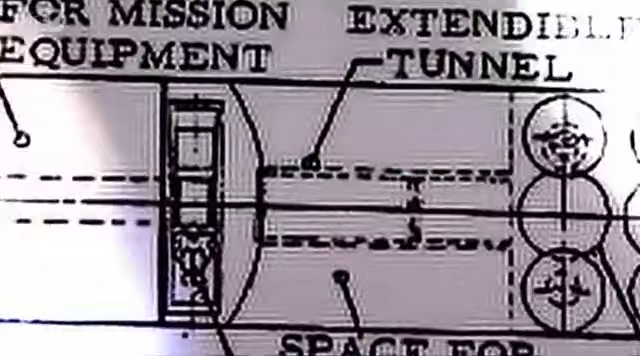 FOR MISSION
EQUIPMENT
EXTENDIBLE
TUNNEL
SPACE FOR